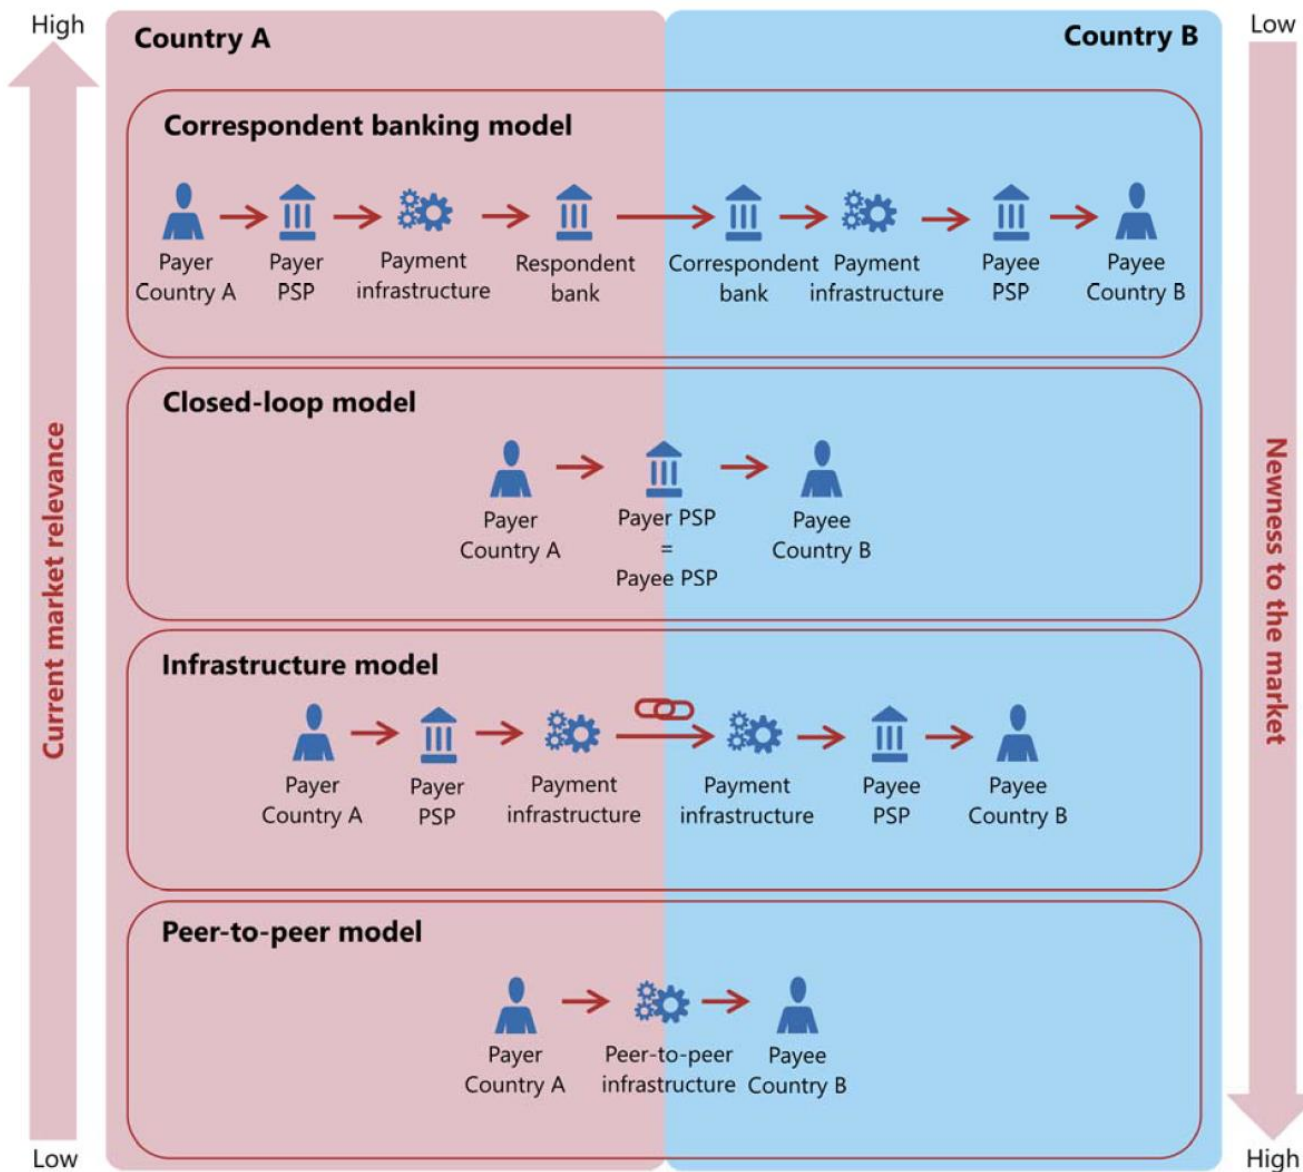 High
Low
Country A
Country B
Correspondent banking model
Payer
Country A
Payer
PSP
Payment
infrastructure
Respondent
bank
Correspondent
bank
Payment
infrastructure
Payee
PSP
Payee
Country B
Closed-loop model
Payer
Country A
Payer PSP
=
Payee PSP
Payee
Country B
Current market relevance
Newness to the market
Infrastructure model
Payer
Country A
Payer
PSP
Payment
infrastructure
Payment
infrastructure
Payee
PSP
Payee
Country B
Peer-to-peer model
Payer
Country A
Peer-to-peer
infrastructure
Payee
Country B
Low
High